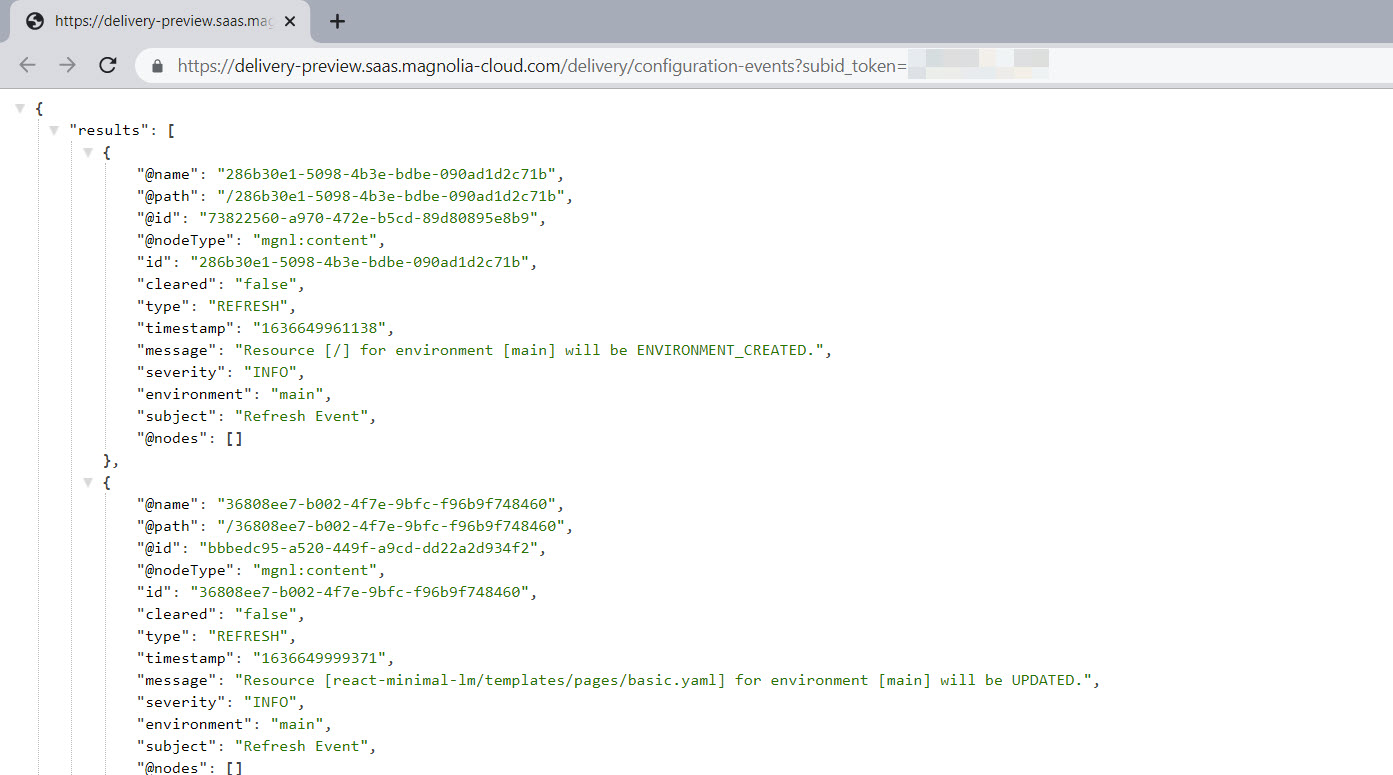 https://delivery-preview.saas.mag
https://delivery-preview.saas.magnolia-cloud.com/delivery/configuration-events?subid_token=
{
"results": [
{
"@name": "286b30e1-5098-4b3e-bdbe-090ad1d2c71b",
"@path": "/286b30e1-5098-4b3e-bdbe-090ad1d2c71b",
"@id": "73822560-a970-472e-b5cd-89d80895e8b9",
"@nodeType": "mgnl:content",
"id": "286b30e1-5098-4b3e-bdbe-090ad1d2c71b",
"cleared": "false",
"type": "REFRESH",
"timestamp": "1636649961138",
"message": "Resource [/] for environment [main] will be ENVIRONMENT_CREATED.",
"severity": "INFO",
"environment": "main",
"subject": "Refresh Event",
"@nodes": []
},
{
"@name": "36808ee7-b002-4f7e-9bfc-f96b9f748460",
"@path": "/36808ee7-b002-4f7e-9bfc-f96b9f748460",
"@id": "bbbedc95-a520-449f-a9cd-dd22a2d934f2",
"@nodeType": "mgnl:content",
"id": "36808ee7-b002-4f7e-9bfc-f96b9f748460",
"cleared": "false",
"type": "REFRESH",
"timestamp": "1636649999371",
"message": "Resource [react-minimal-lm/templates/pages/basic.yaml] for environment [main] will be UPDATED.",
"severity": "INFO",
"environment": "main",
"subject": "Refresh Event",
"@nodes": []